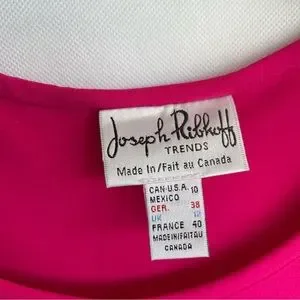 Joseph Ribkoff
TRENDS
Made In/Fait au Canada
CAN-U.S.A. 10
MEXICO
GER. 38
UK 12
FRANCE 40
MADE IN/FAIT AU
CANADA